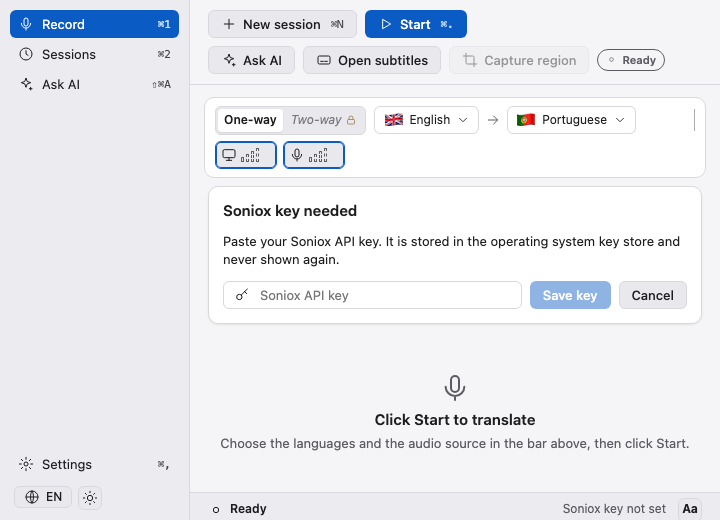 Record ⌘1
Sessions ⌘2
Ask AI ⇧⌘A
Settings ⌘,
EN
New session ⌘N
Start ⌘.
Ask AI
Open subtitles
Capture region
Ready
One-way
Two-way
English
Portuguese
Soniox key needed
Paste your Soniox API key. It is stored in the operating system key store and
never shown again.
Soniox API key
Save key
Cancel
Click Start to translate
Choose the languages and the audio source in the bar above, then click Start.
Ready
Soniox key not set
Aa